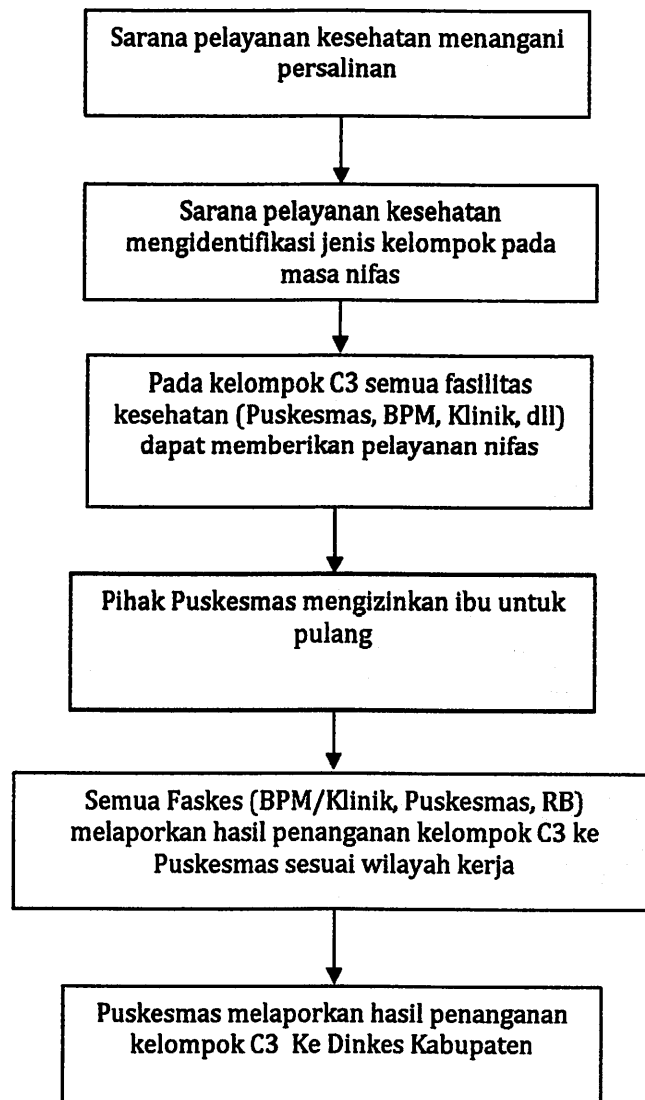 Sarana pelayanan kesehatan menangani
persalinan
Sarana pelayanan kesehatan
mengidentifikasi jenis kelompok pada
masa nifas
Pada kelompok C3 semua fasilitas
kesehatan (Puskesmas, BPM, Klinik, dll)
dapat memberikan pelayanan nifas
Pihak Puskesmas mengizinkan ibu untuk
pulang
Semua Faskes (BPM/Klinik, Puskesmas, RB)
melaporkan hasil penanganan kelompok C3 ke
Puskesmas sesuai wilayah kerja
Puskesmas melaporkan hasil penanganan
kelompok C3 Ke Dinkes Kabupaten